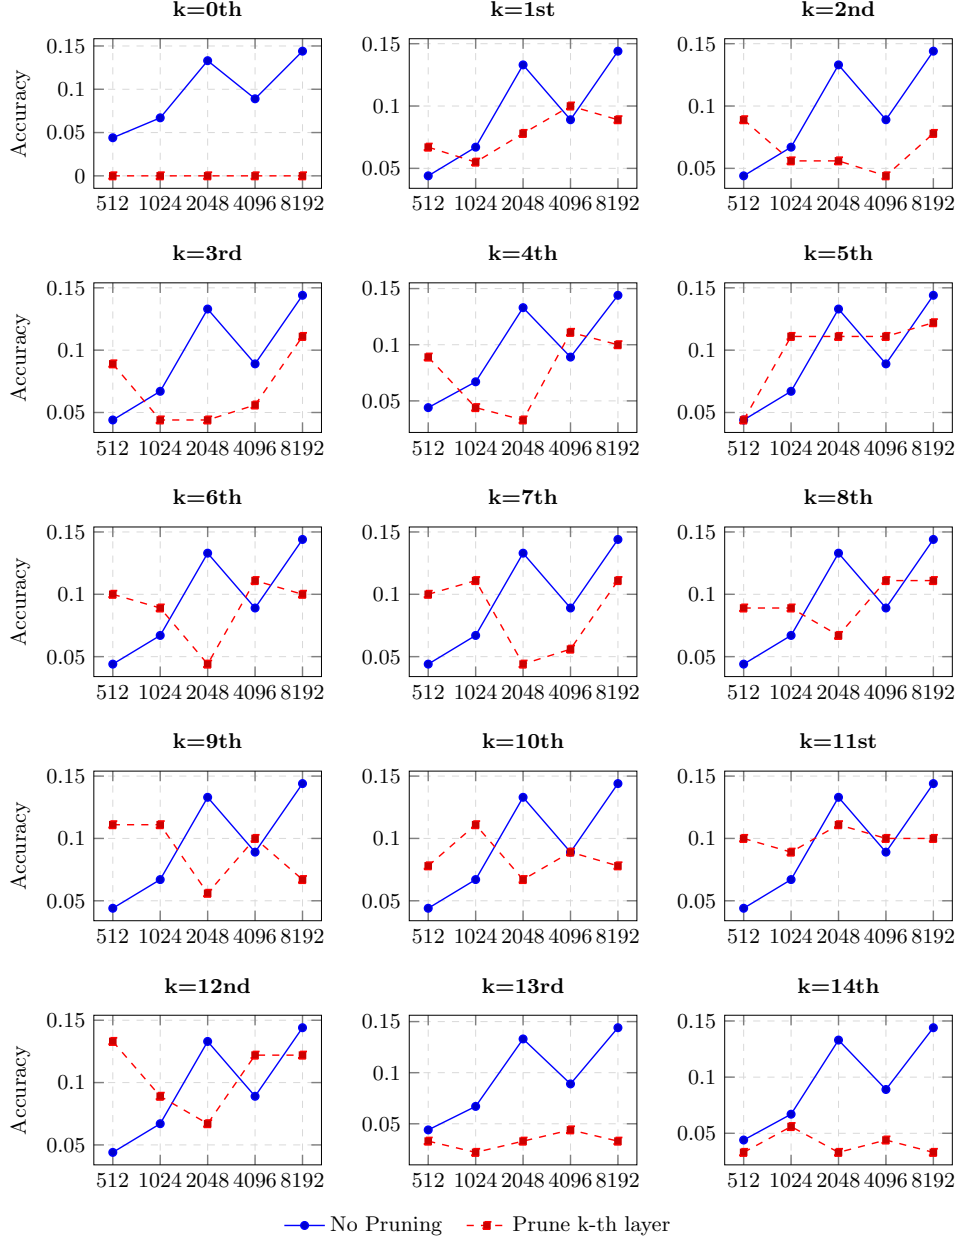 k=0th k=1st k=2nd
Accuracy
0.15
0.1
0.05
0
512 1024 2048 4096 8192
0.15
0.1
0.05
512 1024 2048 4096 8192
0.15
0.1
0.05
512 1024 2048 4096 8192
k=3rd k=4th k=5th
Accuracy
0.15
0.1
0.05
512 1024 2048 4096 8192
0.15
0.1
0.05
512 1024 2048 4096 8192
0.15
0.1
0.05
512 1024 2048 4096 8192
k=6th k=7th k=8th
Accuracy
0.15
0.1
0.05
512 1024 2048 4096 8192
0.15
0.1
0.05
512 1024 2048 4096 8192
0.15
0.1
0.05
512 1024 2048 4096 8192
k=9th k=10th k=11st
Accuracy
0.15
0.1
0.05
512 1024 2048 4096 8192
0.15
0.1
0.05
512 1024 2048 4096 8192
0.15
0.1
0.05
512 1024 2048 4096 8192
k=12nd k=13rd k=14th
Accuracy
0.15
0.1
0.05
512 1024 2048 4096 8192
0.15
0.1
0.05
512 1024 2048 4096 8192
0.15
0.1
0.05
512 1024 2048 4096 8192
No Pruning Prune k-th layer